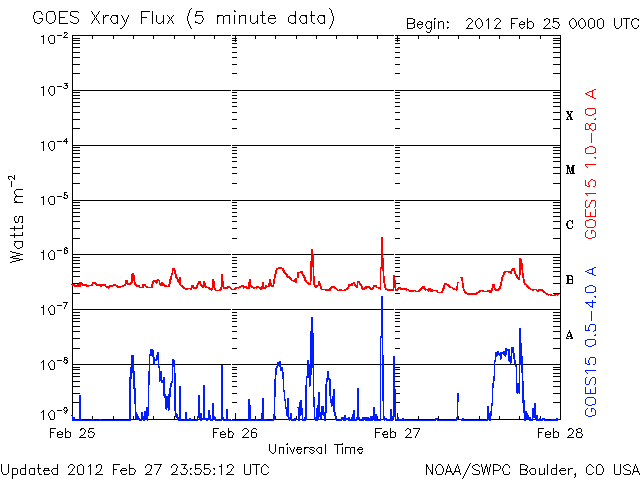 GOES Xray Flux (5 minute data)
Begin: 2012 Feb 25 0000 UTC
10⁻²
10⁻³
10⁻⁴
10⁻⁵
10⁻⁶
10⁻⁷
10⁻⁸
10⁻⁹
Watts m⁻²
X
M
C
B
A
GOES15 1.0-8.0 A
GOES15 0.5-4.0 A
Feb 25
Feb 26
Feb 27
Feb 28
Universal Time
Updated 2012 Feb 27 23:55:12 UTC
NOAA/SWPC Boulder, CO USA